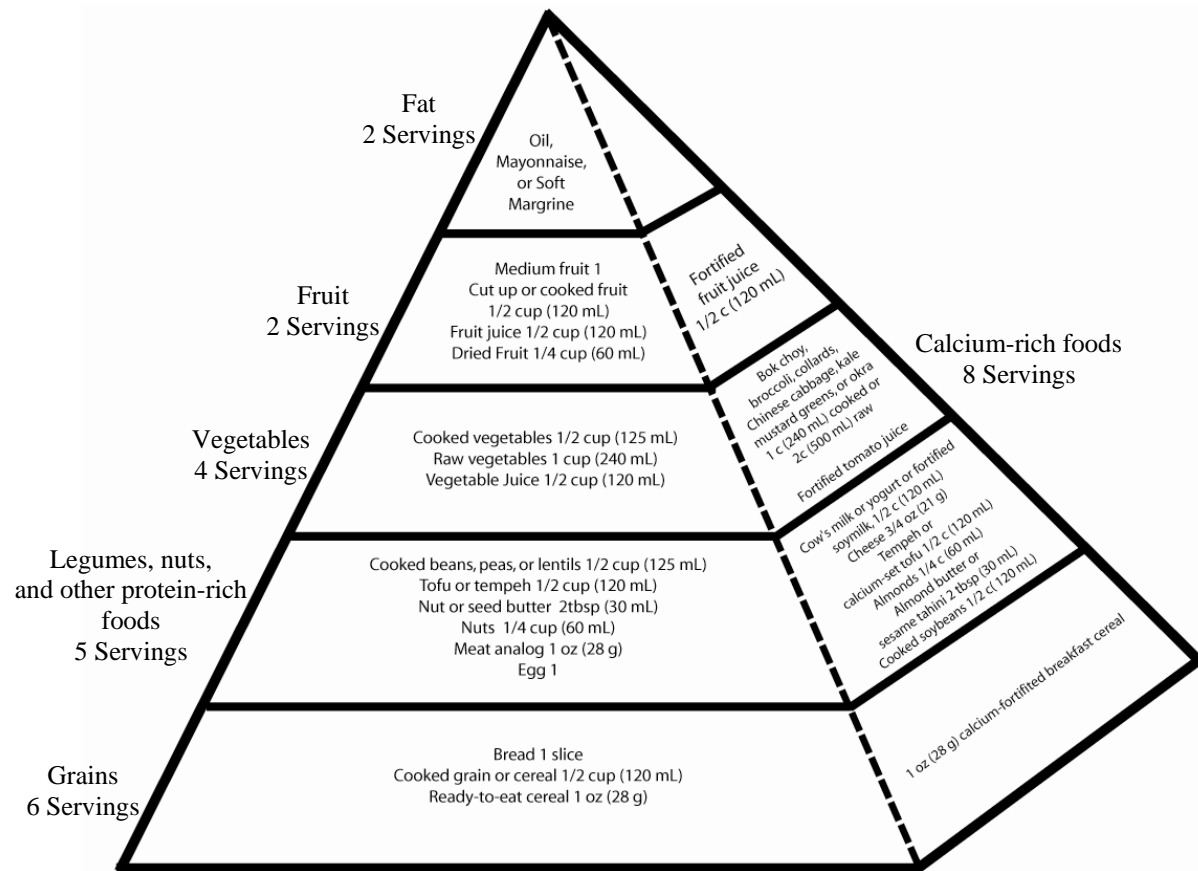 Fat
2 Servings
Oil,
Mayonnaise,
or Soft
Margrine
Fruit
2 Servings
Medium fruit 1
Cut up or cooked fruit
1/2 cup (120 mL)
Fruit juice 1/2 cup (120 mL)
Dried Fruit 1/4 cup (60 mL)
Fortified
fruit juice
1/2 c (120 mL)
Calcium-rich foods
8 Servings
Vegetables
4 Servings
Cooked vegetables 1/2 cup (125 mL)
Raw vegetables 1 cup (240 mL)
Vegetable Juice 1/2 cup (120 mL)
Bok choy,
broccoli, collards,
Chinese cabbage, kale
mustard greens, or okra
1 c (240 mL) cooked or
2c (500 mL) raw
Fortified tomato juice
Legumes, nuts,
and other protein-rich
foods
5 Servings
Cooked beans, peas, or lentils 1/2 cup (125 mL)
Tofu or tempeh 1/2 cup (120 mL)
Nut or seed butter 2tbsp (30 mL)
Nuts 1/4 cup (60 mL)
Meat analog 1 oz (28 g)
Egg 1
Cow's milk or yogurt or fortified
soymilk, 1/2 c (120 mL)
Cheese 3/4 oz (21 g)
Tempeh or
calcium-set tofu 1/2 c (120 mL)
Almonds 1/4 c (60 mL)
Almond butter or
sesame tahini 2 tbsp (30 mL)
Cooked soybeans 1/2 c( 120 mL)
Grains
6 Servings
Bread 1 slice
Cooked grain or cereal 1/2 cup (120 mL)
Ready-to-eat cereal 1 oz (28 g)
1 oz (28 g) calcium-fortifited breakfast cereal